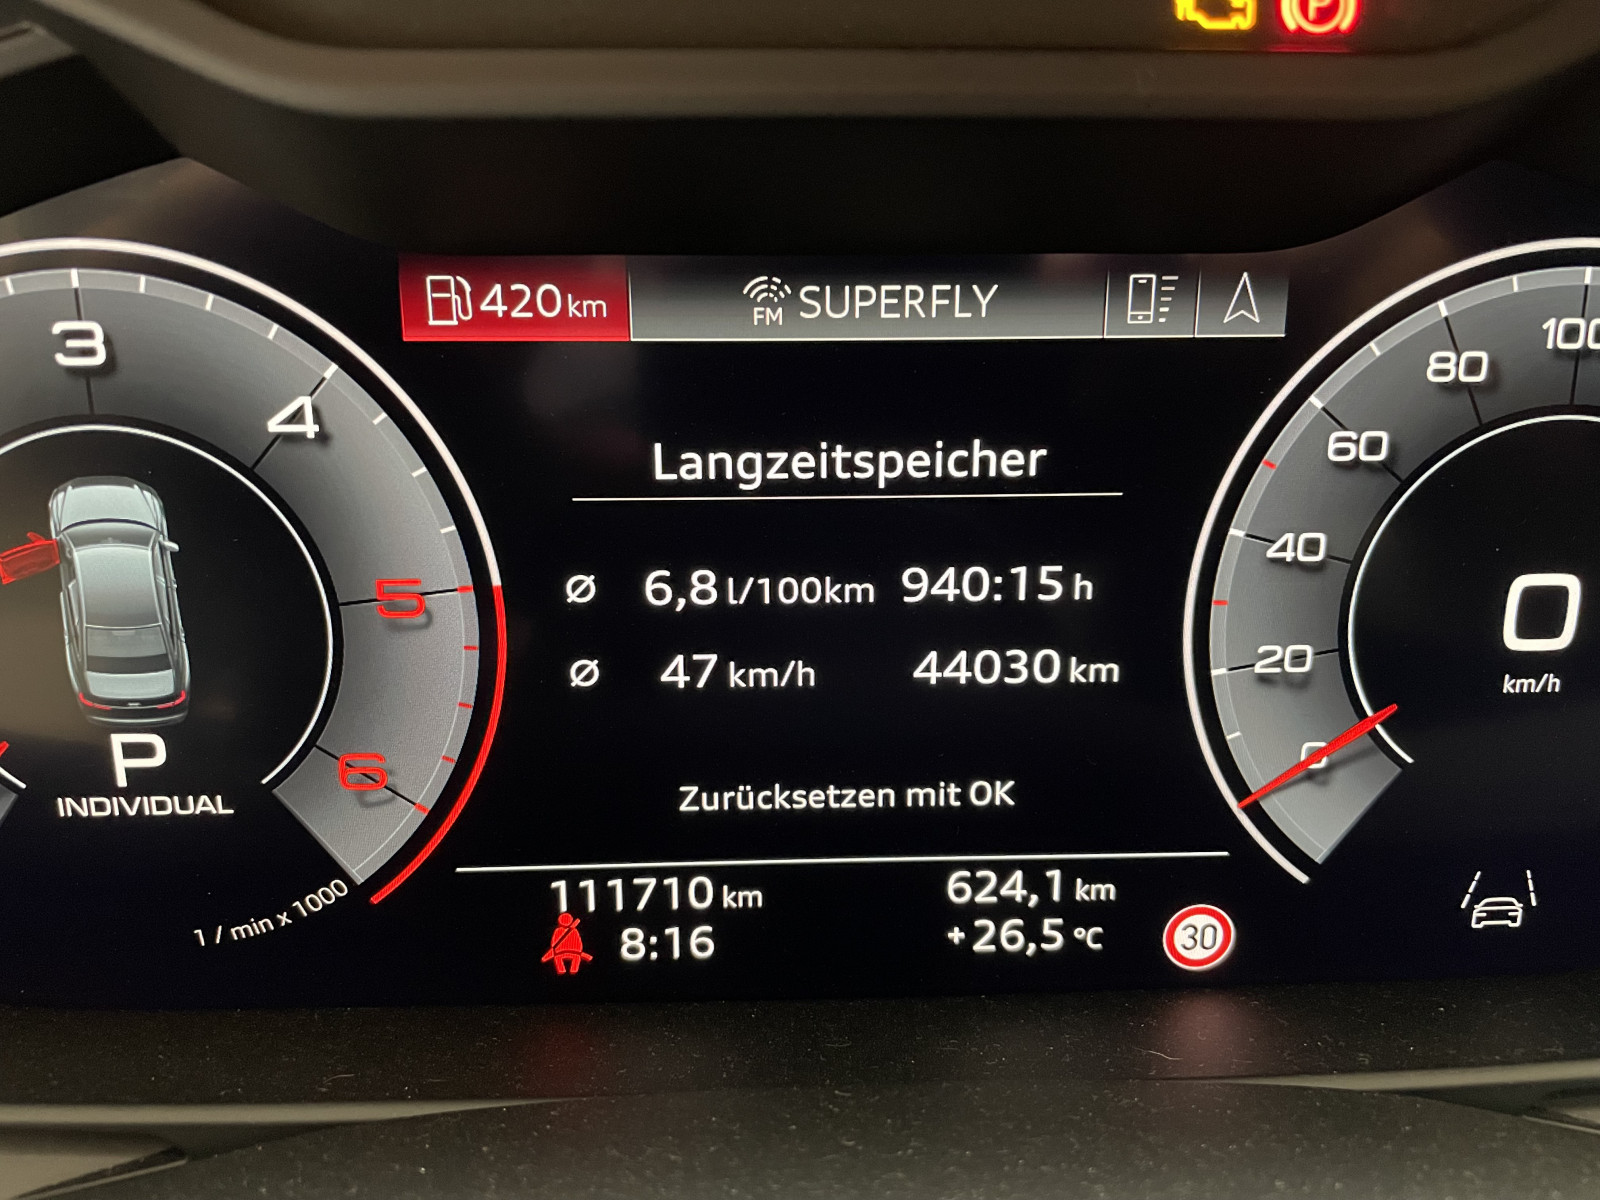 420 km
FM SUPERFLY
Langzeitspeicher
Ø 6,8 l/100km 940:15 h
Ø 47 km/h 44030 km
Zurücksetzen mit OK
111710 km 624,1 km
8:16 +26,5 °C
30
3
4
5
6
P
INDIVIDUAL
1 / min x 1000
100
80
60
40
20
0
0
km/h
P